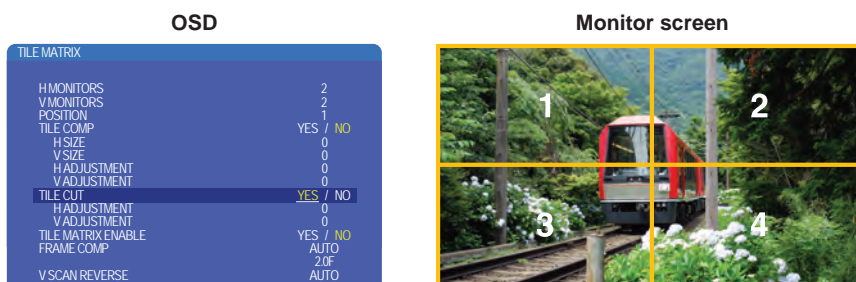 OSD
TILE MATRIX
H MONITORS 2
V MONITORS 2
POSITION 1
TILE COMP YES / NO
H SIZE 0
V SIZE 0
H ADJUSTMENT 0
V ADJUSTMENT 0
TILE CUT YES / NO
H ADJUSTMENT 0
V ADJUSTMENT 0
TILE MATRIX ENABLE YES / NO
FRAME COMP AUTO
2.0F
V SCAN REVERSE AUTO
Monitor screen
1 2
3 4